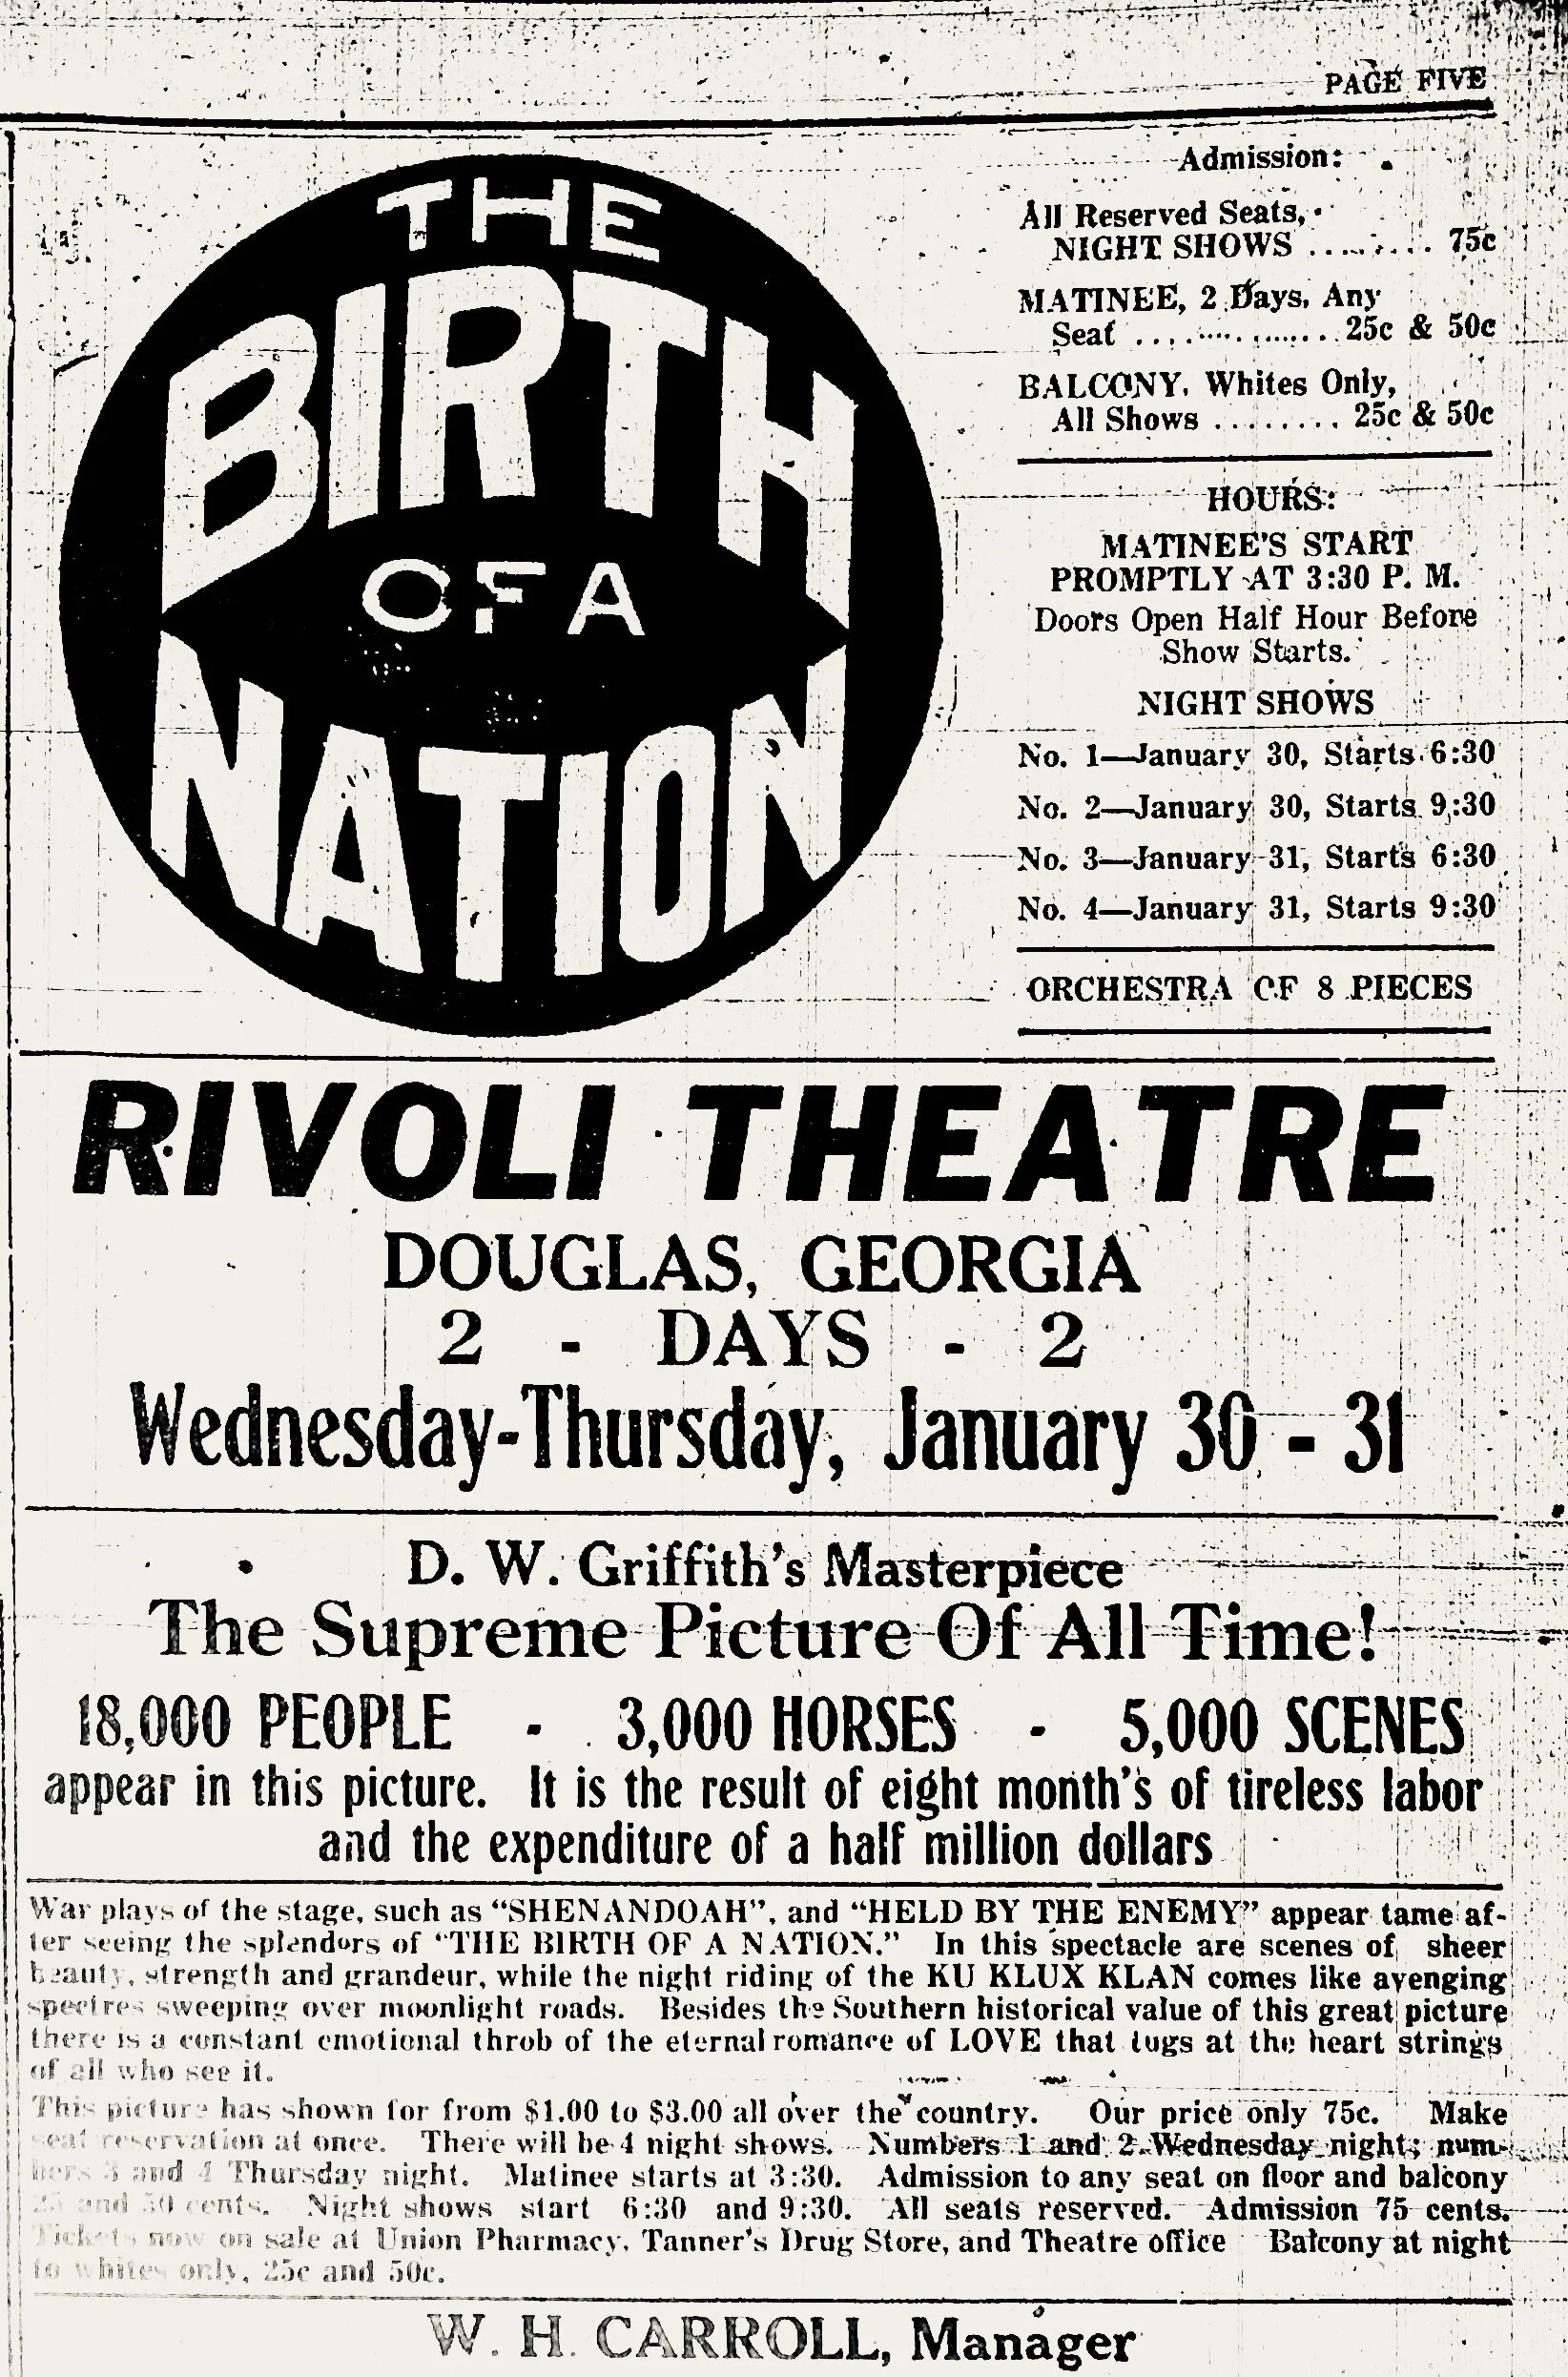 PAGE FIVE
THE
BIRTH
OF A
NATION
Admission:
All Reserved Seats,
NIGHT SHOWS ........ 75c
MATINEE, 2 Days, Any
Seat .................. 25c & 50c
BALCONY, Whites Only,
All Shows ........ 25c & 50c
HOURS:
MATINEE'S START
PROMPTLY AT 3:30 P. M.
Doors Open Half Hour Before
Show Starts.
NIGHT SHOWS
No. 1—January 30, Starts 6:30
No. 2—January 30, Starts 9:30
No. 3—January 31, Starts 6:30
No. 4—January 31, Starts 9:30
ORCHESTRA OF 8 PIECES
RIVOLI THEATRE
DOUGLAS, GEORGIA
2 - DAYS - 2
Wednesday-Thursday, January 30 - 31
D. W. Griffith's Masterpiece
The Supreme Picture Of All Time!
18,000 PEOPLE - 3,000 HORSES - 5,000 SCENES
appear in this picture. It is the result of eight month's of tireless labor
and the expenditure of a half million dollars
War plays of the stage, such as "SHENANDOAH", and "HELD BY THE ENEMY" appear tame af-
ter seeing the splendors of "THE BIRTH OF A NATION." In this spectacle are scenes of sheer
beauty, strength and grandeur, while the night riding of the KU KLUX KLAN comes like avenging
spectres sweeping over moonlight roads. Besides the Southern historical value of this great picture
there is a constant emotional throb of the eternal romance of LOVE that tugs at the heart strings
of all who see it.
This picture has shown for from $1.00 to $3.00 all over the country. Our price only 75c. Make
seat reservation at once. There will be 4 night shows. Numbers 1 and 2 Wednesday night; num-
bers 3 and 4 Thursday night. Matinee starts at 3:30. Admission to any seat on floor and balcony
25 and 50 cents. Night shows start 6:30 and 9:30. All seats reserved. Admission 75 cents.
Tickets now on sale at Union Pharmacy, Tanner's Drug Store, and Theatre office Balcony at night
to whites only, 25c and 50c.
W. H. CARROLL, Manager